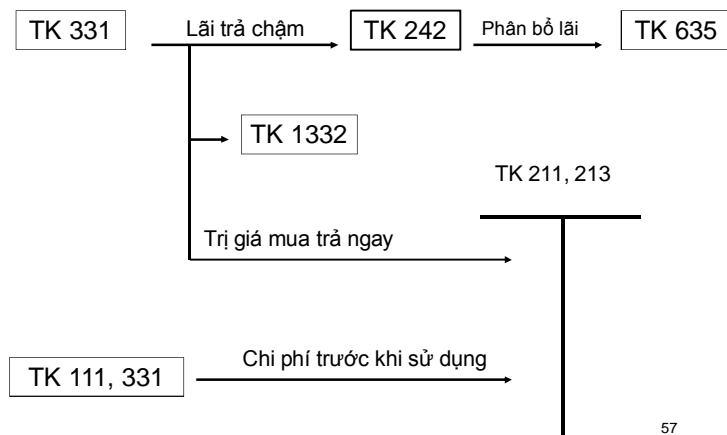 TK 331
Lãi trả chậm
TK 242
Phân bổ lãi
TK 635
TK 1332
TK 211, 213
Trị giá mua trả ngay
Chi phí trước khi sử dụng
TK 111, 331
57